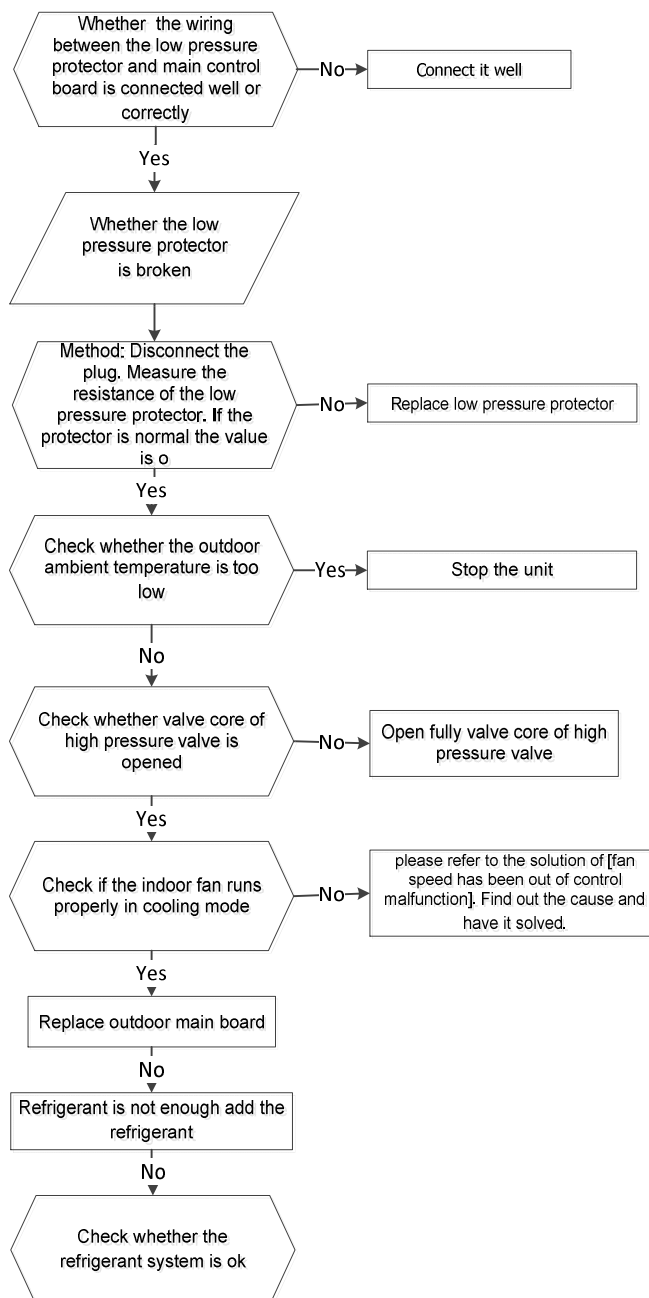 Whether the wiring
between the low pressure
protector and main control
board is connected well or
correctly
No
Connect it well
Yes
Whether the low
pressure protector
is broken
Method: Disconnect the
plug. Measure the
resistance of the low
pressure protector. If the
protector is normal the value
is o
No
Replace low pressure protector
Yes
Check whether the outdoor
ambient temperature is too
low
Yes
Stop the unit
No
Check whether valve core of
high pressure valve is
opened
No
Open fully valve core of high
pressure valve
Yes
Check if the indoor fan runs
properly in cooling mode
No
please refer to the solution of [fan
speed has been out of control
malfunction]. Find out the cause and
have it solved.
Yes
Replace outdoor main board
No
Refrigerant is not enough add the
refrigerant
No
Check whether the
refrigerant system is ok